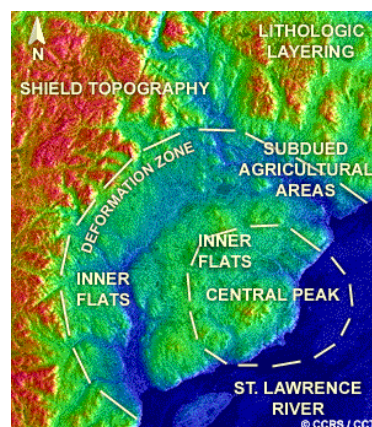 LITHOLOGIC
LAYERING
N
SHIELD TOPOGRAPHY
DEFORMATION ZONE
SUBDUED
AGRICULTURAL
AREAS
INNER
FLATS
INNER
FLATS
CENTRAL PEAK
ST. LAWRENCE
RIVER
© CCRS / CCT